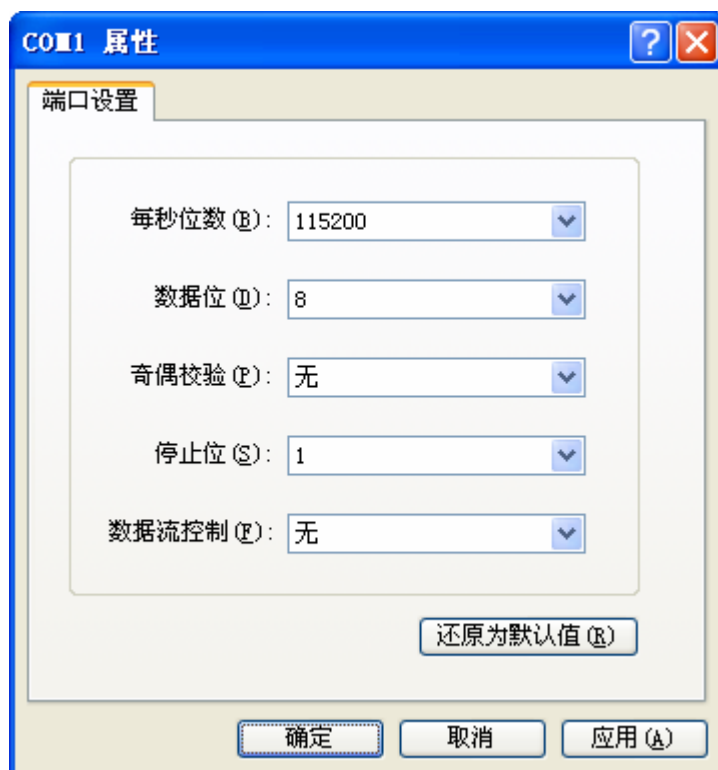 COM1 属性
端口设置
每秒位数(B): 115200
数据位(D): 8
奇偶校验(P): 无
停止位(S): 1
数据流控制(F): 无
还原为默认值(R)
确定 取消 应用(A)